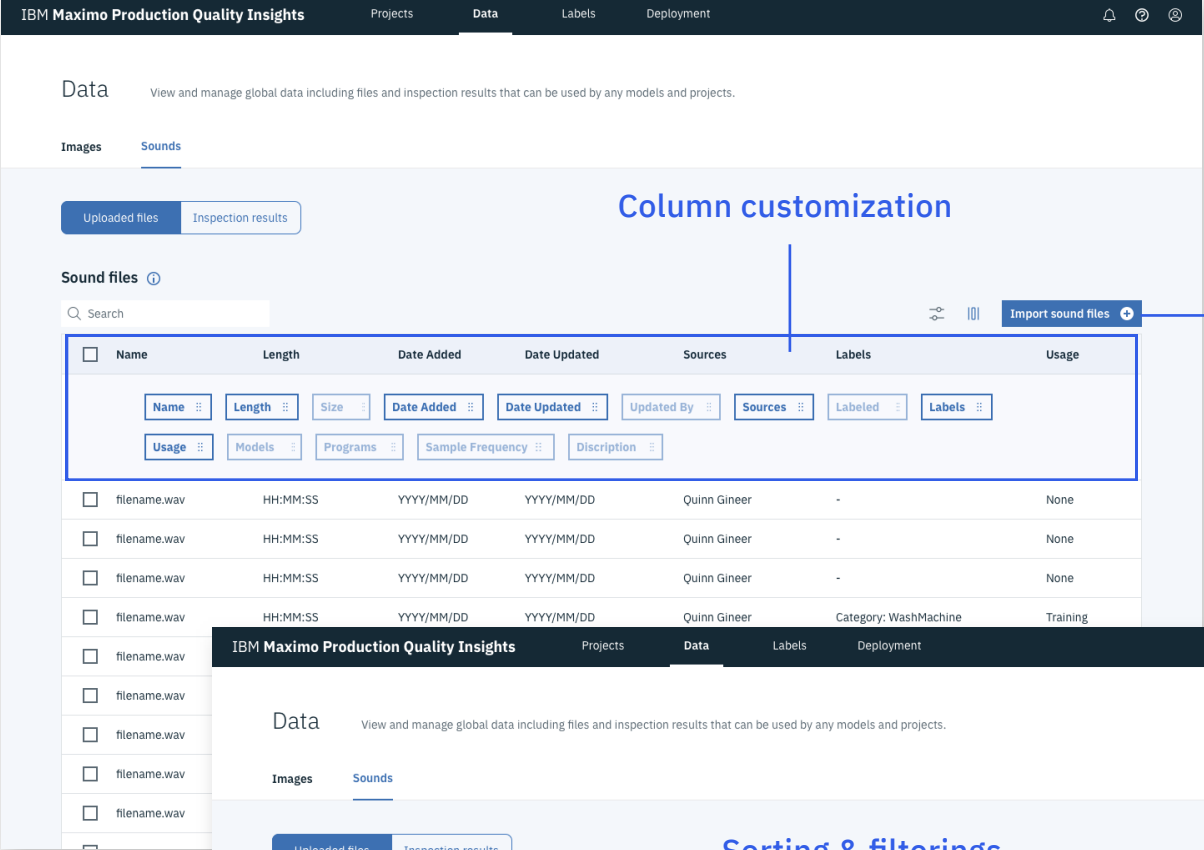 IBM Maximo Production Quality Insights Projects Data Labels Deployment
Data View and manage global data including files and inspection results that can be used by any models and projects.
Images Sounds
Column customization
Uploaded files Inspection results
Sound files
Search Import sound files
Name Length Date Added Date Updated Sources Labels Usage
Name Length Size Date Added Date Updated Updated By Sources Labeled Labels
Usage Models Programs Sample Frequency Discription
filename.wav HH:MM:SS YYYY/MM/DD YYYY/MM/DD Quinn Gineer - None
filename.wav HH:MM:SS YYYY/MM/DD YYYY/MM/DD Quinn Gineer - None
filename.wav HH:MM:SS YYYY/MM/DD YYYY/MM/DD Quinn Gineer - None
filename.wav HH:MM:SS YYYY/MM/DD YYYY/MM/DD Quinn Gineer Category: WashMachine Training
filename.wav
filename.wav
filename.wav
filename.wav
filename.wav
IBM Maximo Production Quality Insights Projects Data Labels Deployment
Data View and manage global data including files and inspection results that can be used by any models and projects.
Images Sounds
Uploaded files Inspection results
Sorting & filterings